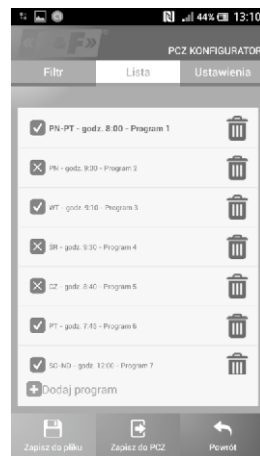 44% 13:10
«F&F»
PCZ KONFIGURATOR
Filtr Lista Ustawienia
PN-PT - godz. 8:00 - Program 1
PN - godz. 9:00 - Program 2
WT - godz. 9:10 - Program 3
SR - godz. 9:30 - Program 4
CZ - godz. 8:40 - Program 5
PT - godz. 7:45 - Program 6
SO-ND - godz. 12:00 - Program 7
Dodaj program
Zapisz do pliku Zapisz do PCZ Powrót